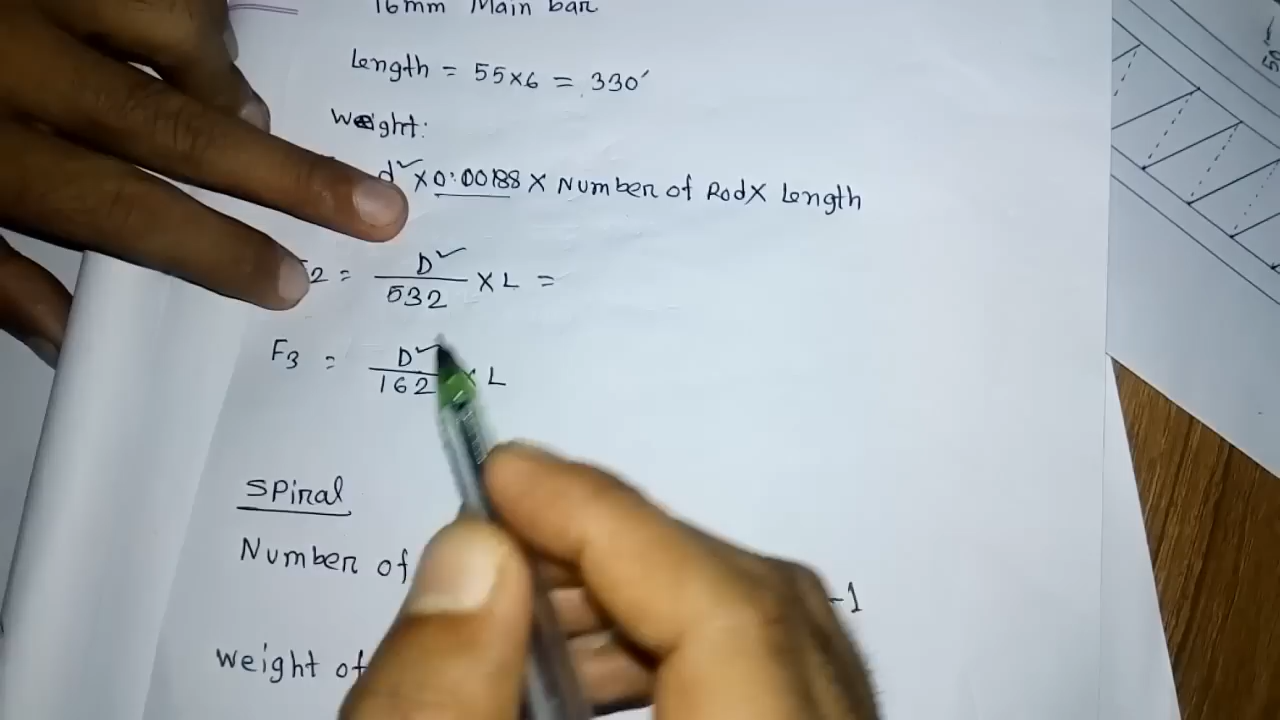 16mm Main bar
Length = 55×6 = 330'
Weight:
d² × 0.00188 × Number of Rod × Length
2 = D²/532 × L =
F3 = D²/162 × L
Spiral
Number of
-1
Weight of
50'